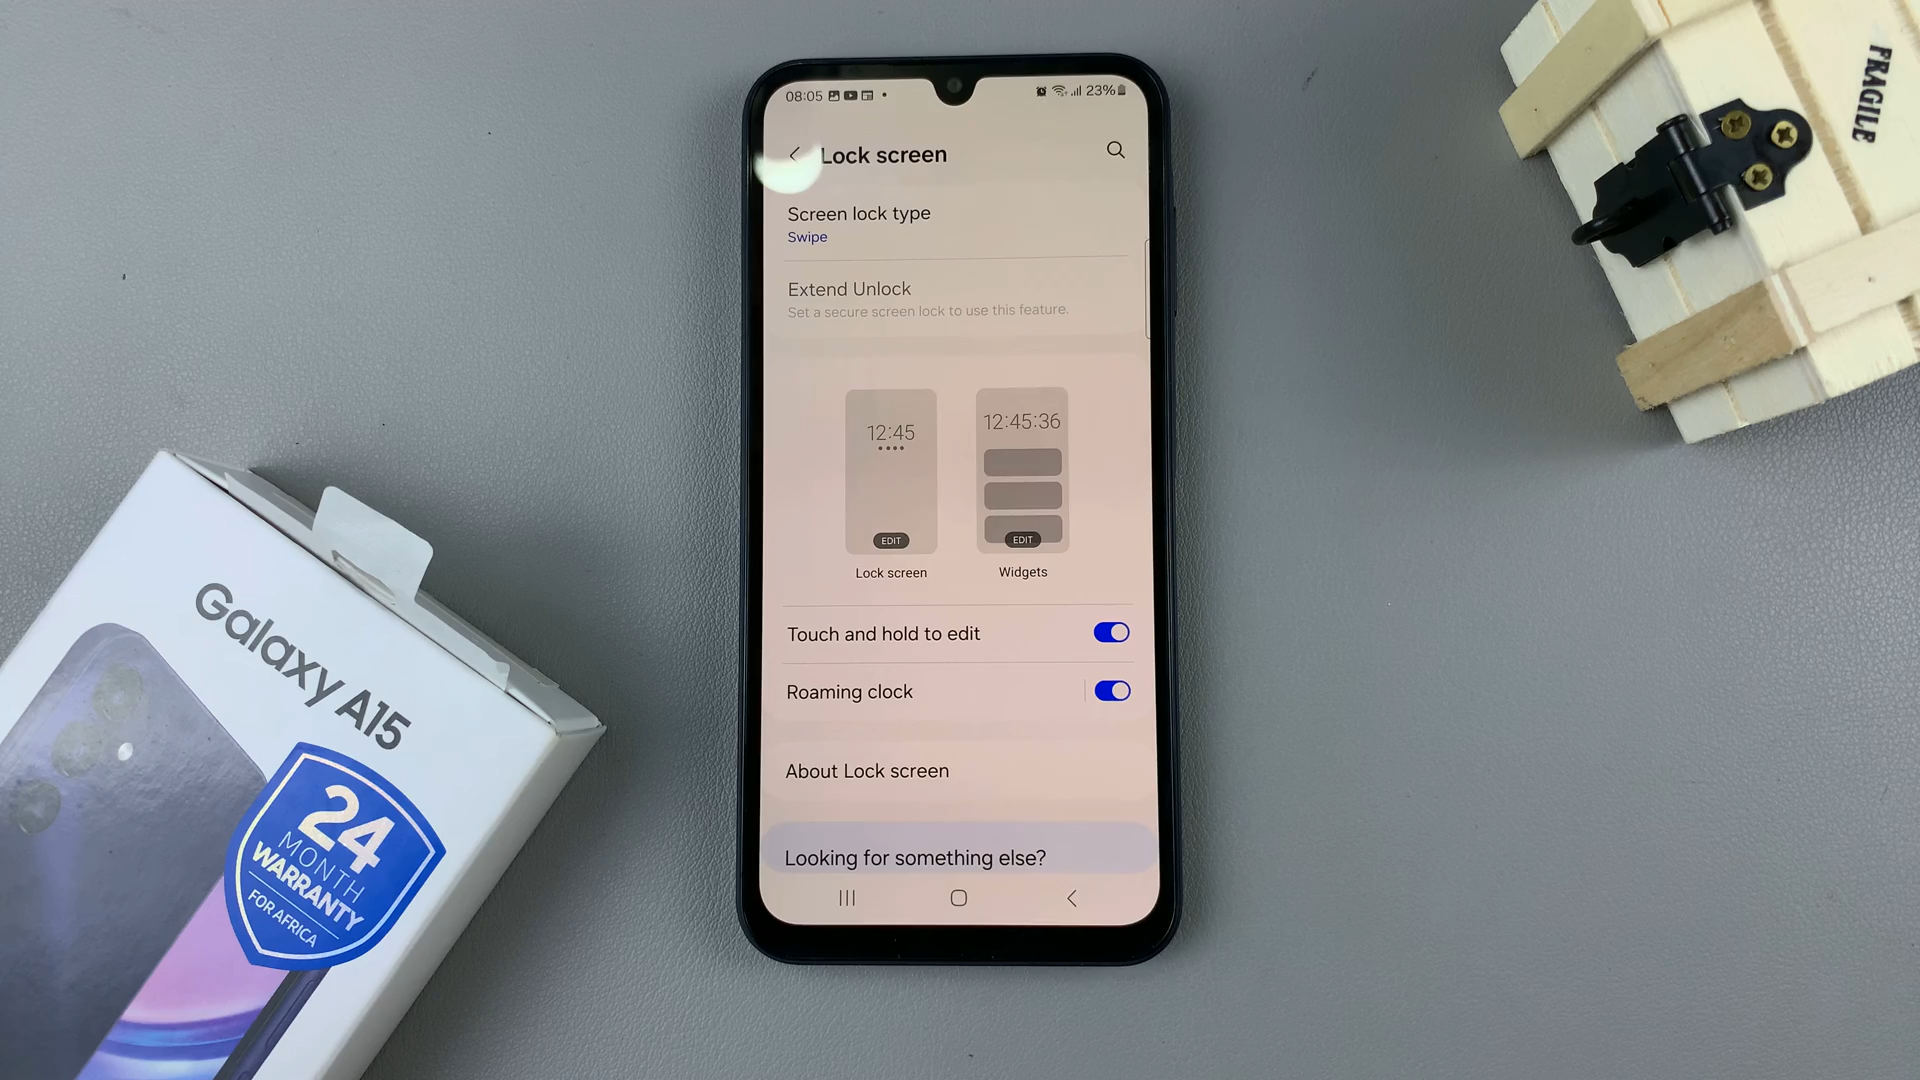 08:05
23%
Lock screen
Screen lock type
Swipe
Extend Unlock
Set a secure screen lock to use this feature.
12:45
EDIT
Lock screen
12:45:36
EDIT
Widgets
Touch and hold to edit
Roaming clock
About Lock screen
Looking for something else?
Galaxy A15
24
MONTH
WARRANTY
FOR AFRICA
FRAGILE